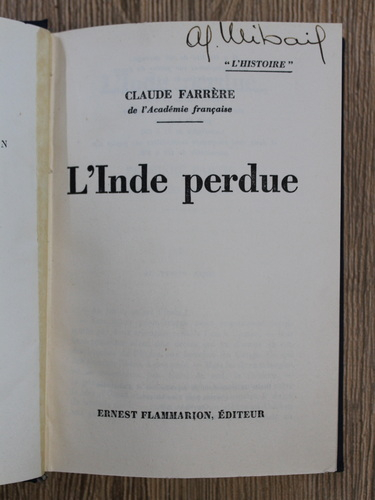 "L'HISTOIRE"
CLAUDE FARRÈRE
de l'Académie française
L'Inde perdue
ERNEST FLAMMARION, ÉDITEUR
N